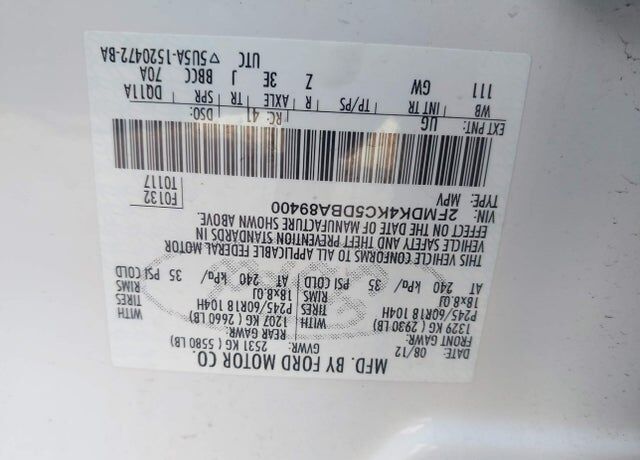 MFD. BY FORD MOTOR CO.
DATE: 08/12 GVWR: 2531 KG ( 5580 LB)
FRONT GAWR: REAR GAWR:
1329 KG ( 2930 LB) WITH 1207 KG ( 2660 LB) WITH
P245/60R18 104H TIRES P245/60R18 104H TIRES
18x8.0J RIMS 18x8.0J RIMS
AT 240 kPa/ 35 PSI COLD AT 240 kPa/ 35 PSI COLD
THIS VEHICLE CONFORMS TO ALL APPLICABLE FEDERAL MOTOR
VEHICLE SAFETY AND THEFT PREVENTION STANDARDS IN
EFFECT ON THE DATE OF MANUFACTURE SHOWN ABOVE.
VIN: 2FMDK4KC5DBA89400 F0132
TYPE: MPV T0117
EXT PNT: UG RC: 41 DSO:
WB INT TR TP/PS R AXLE TR SPR DQ11A
111 GW Z 3E J BBCC 70A
UTC ▽5U5A-1520472-BA